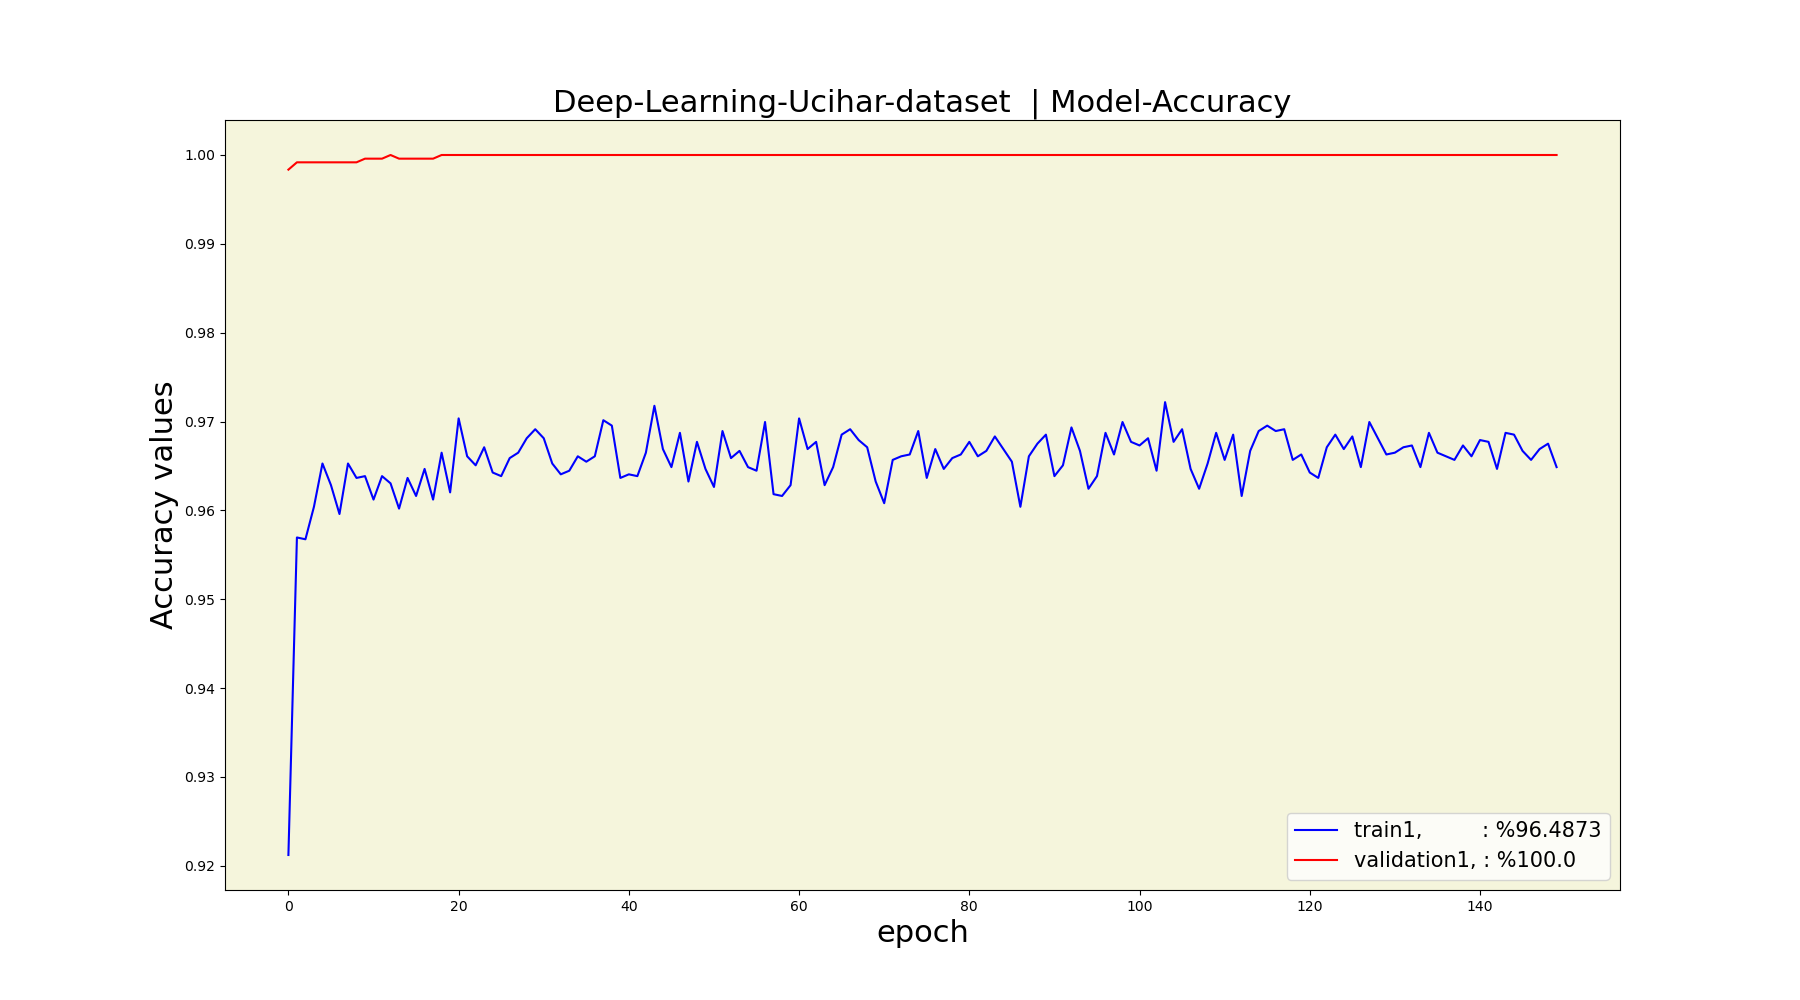 Deep-Learning-Ucihar-dataset | Model-Accuracy
Accuracy values
1.00
0.99
0.98
0.97
0.96
0.95
0.94
0.93
0.92
train1, : %96.4873
validation1, : %100.0
0 20 40 60 80 100 120 140
epoch